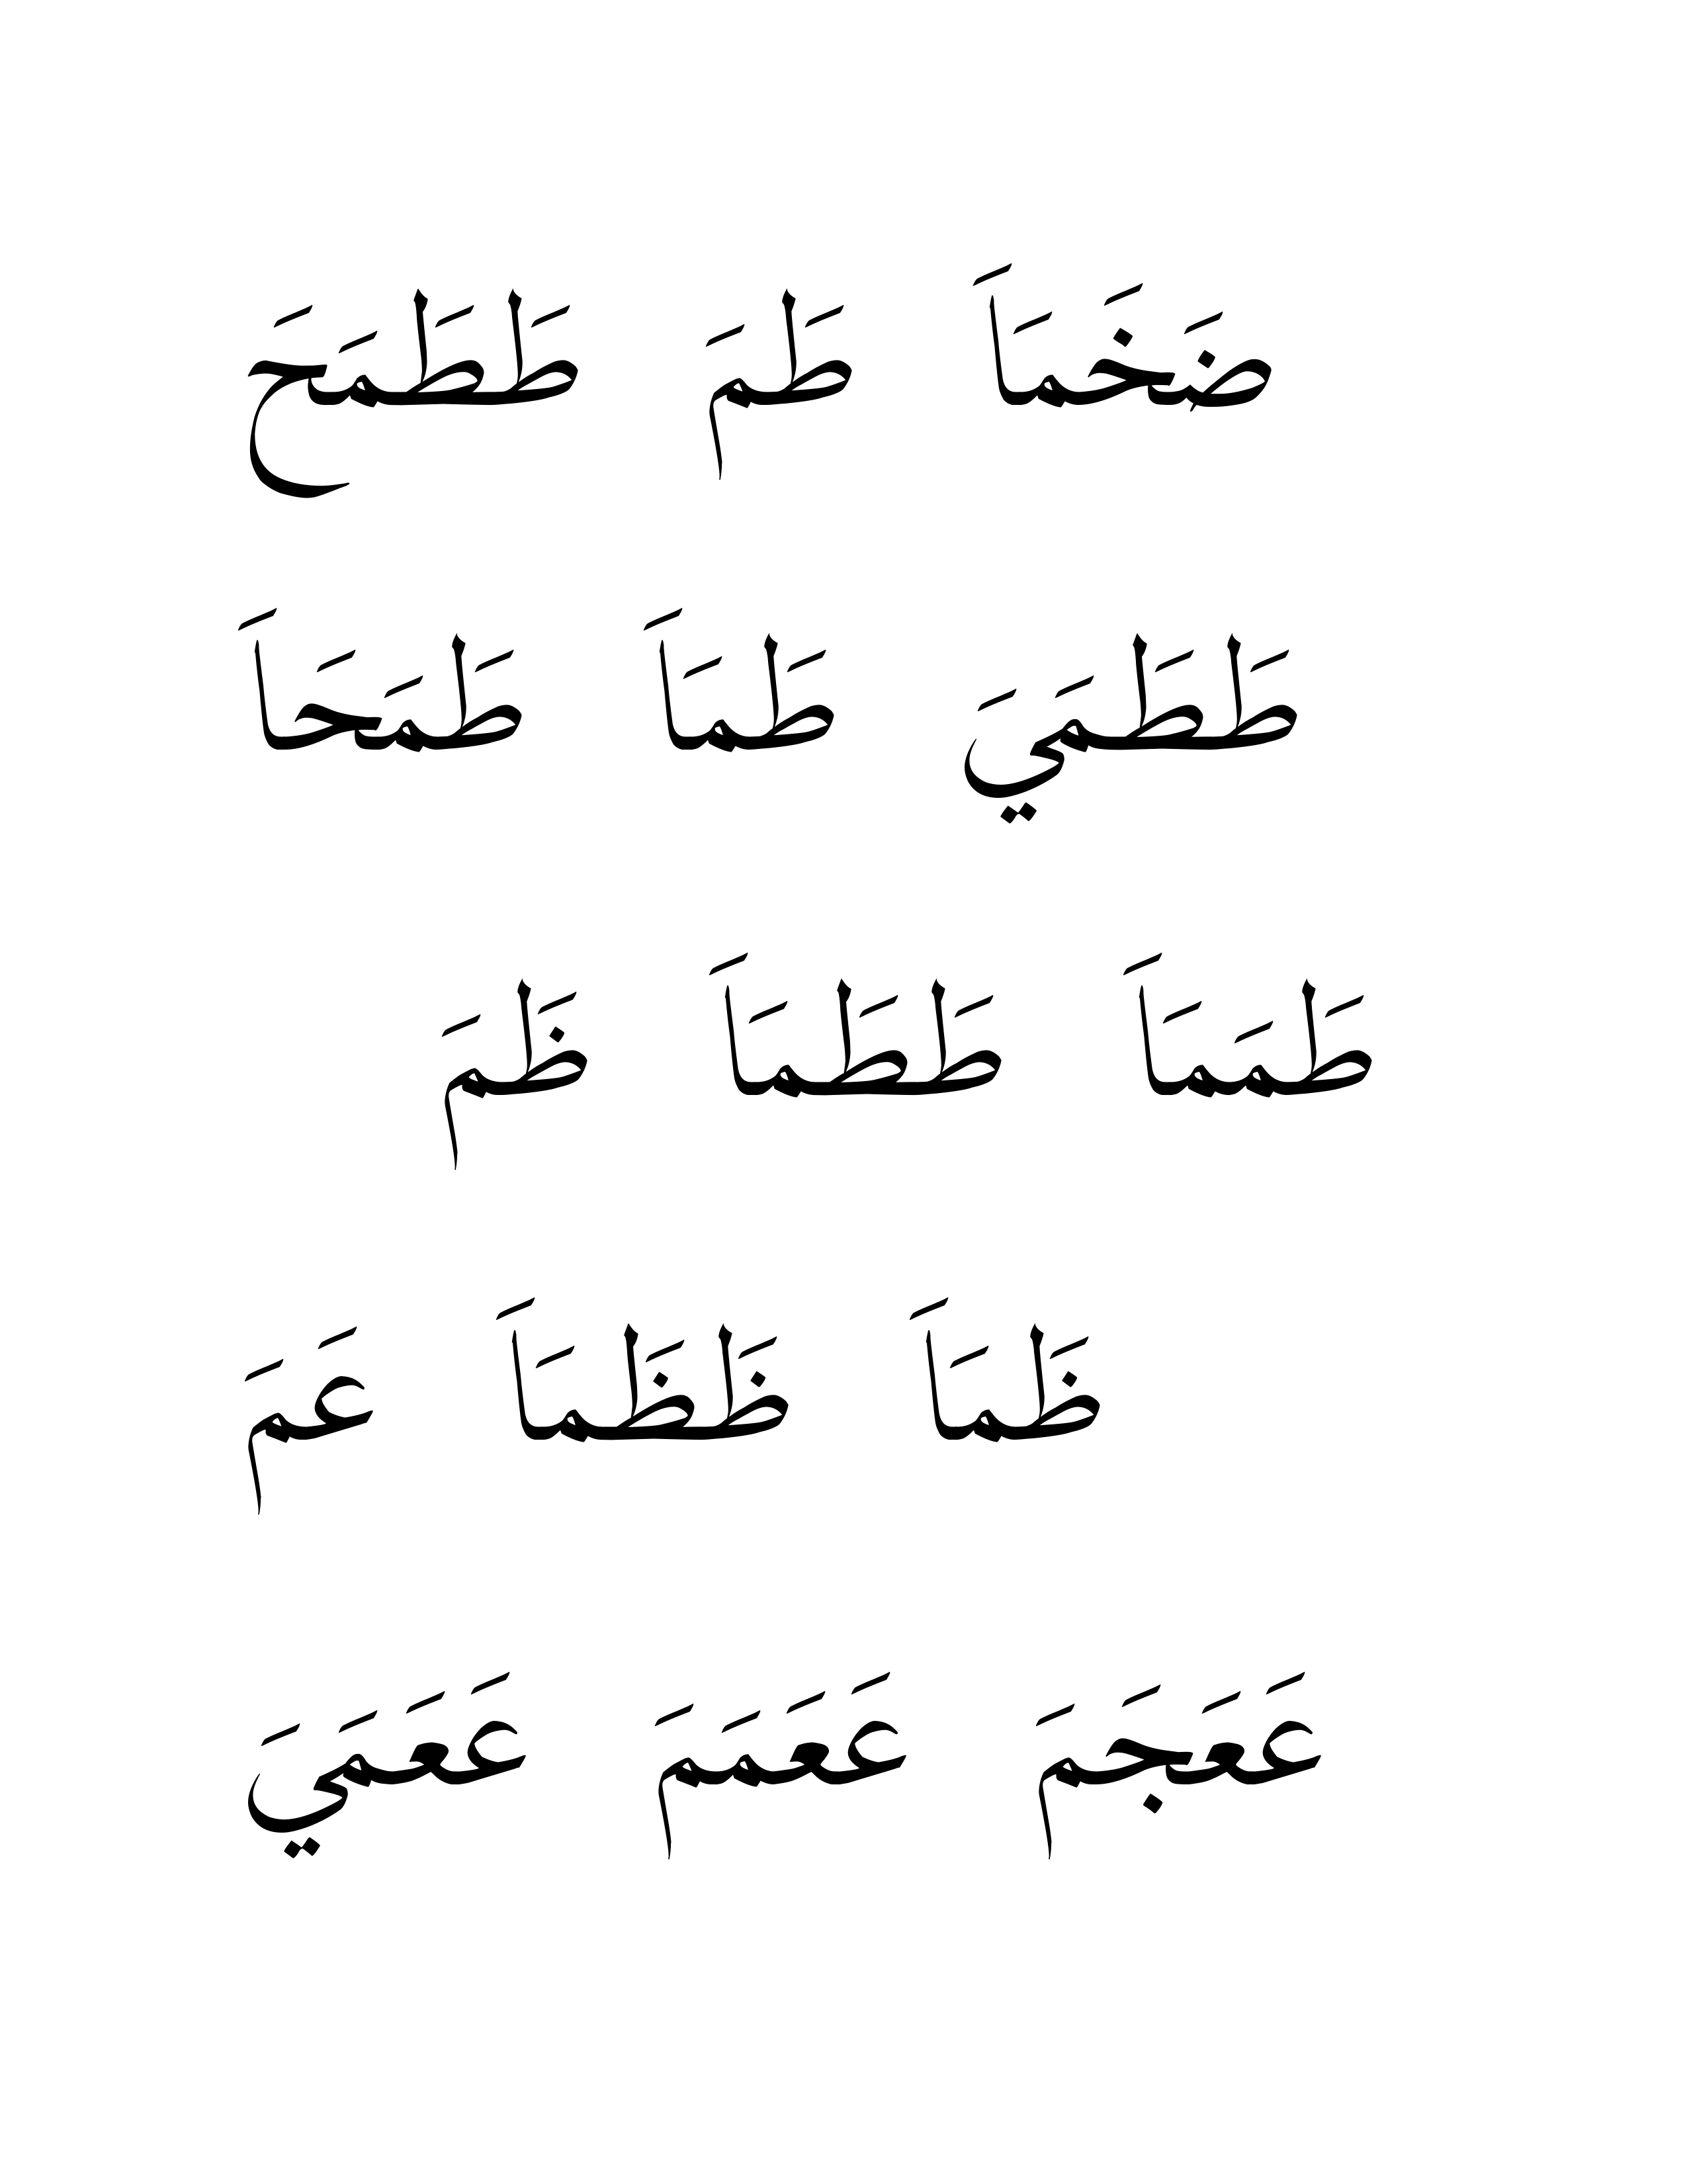 ضَخَمَاَ طَمَ طَطَمَحَ
طَطَمَيَ طَمَاَ طَمَحَاَ
طَمَمَاَ طَطَمَاَ ظَمَ
ظَمَاَ ظَظَمَاَ عَمَ
عَعَجَمَ عَعَمَمَ عَعَمَيَ